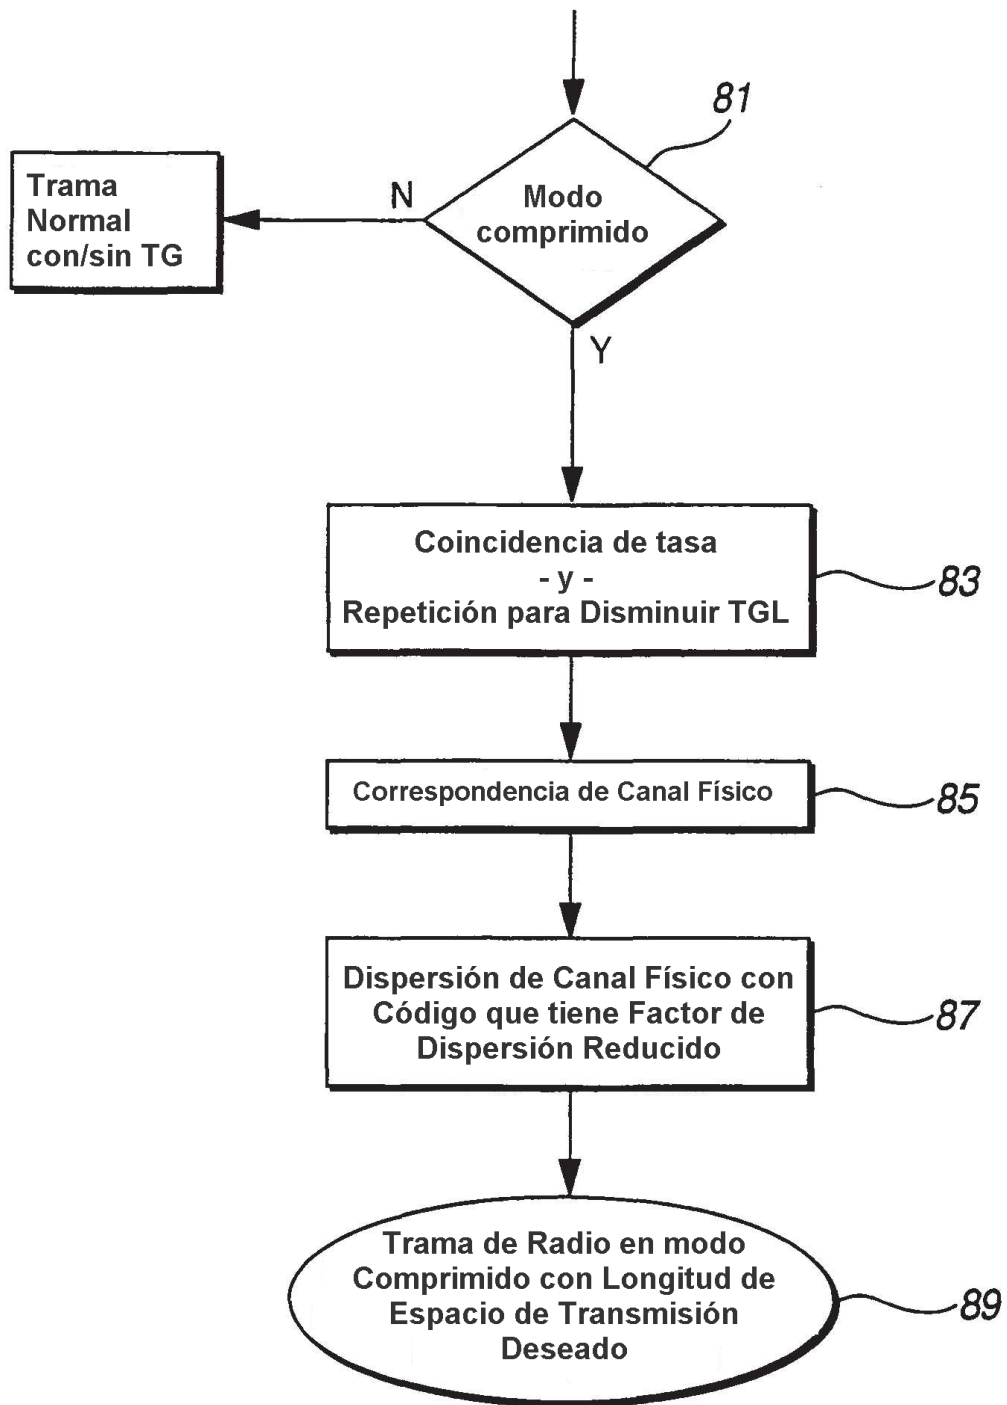 81
Modo
comprimido
N
Trama
Normal
con/sin TG
Y
Coincidencia de tasa
- y -
Repetición para Disminuir TGL
83
Correspondencia de Canal Físico
85
Dispersión de Canal Físico con
Código que tiene Factor de
Dispersión Reducido
87
Trama de Radio en modo
Comprimido con Longitud de
Espacio de Transmisión
Deseado
89